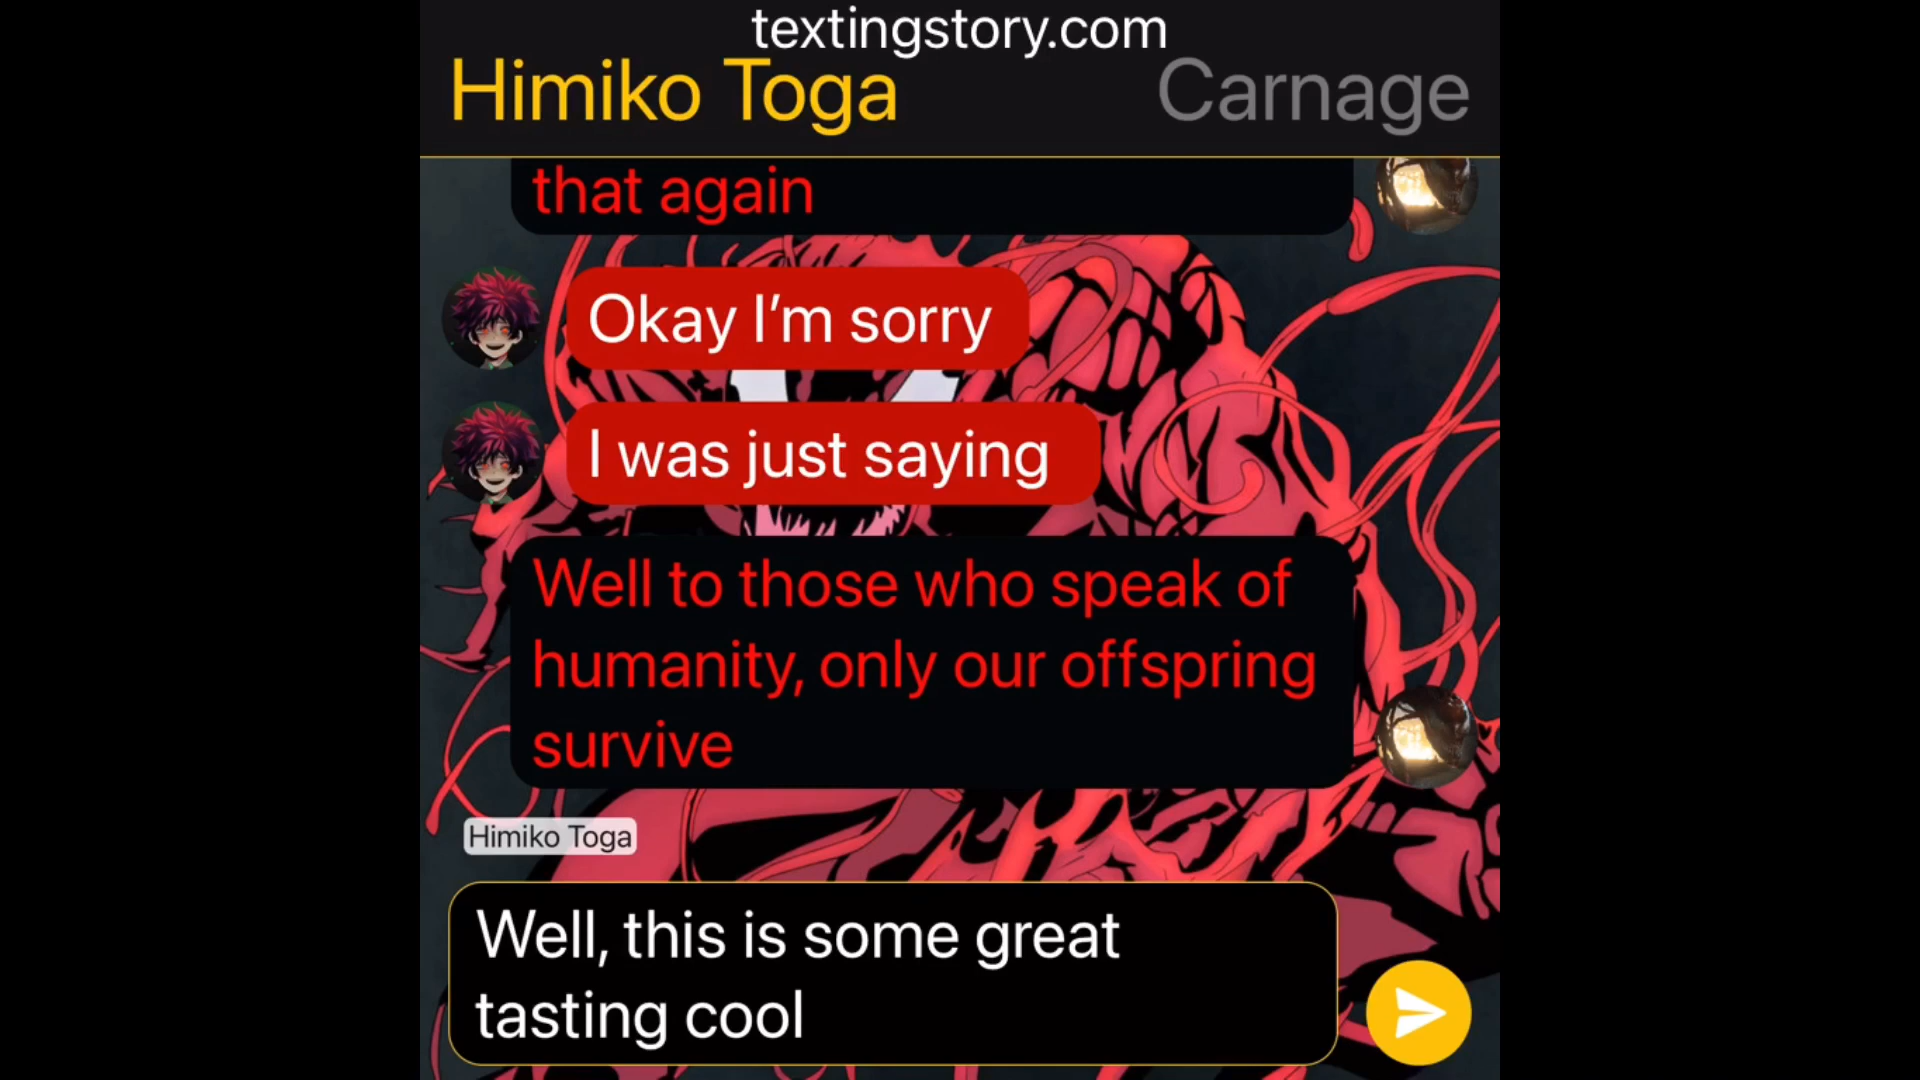 textingstory.com
Himiko Toga
Carnage
that again
Okay I’m sorry
I was just saying
Well to those who speak of
humanity, only our offspring
survive
Himiko Toga
Well, this is some great
tasting cool